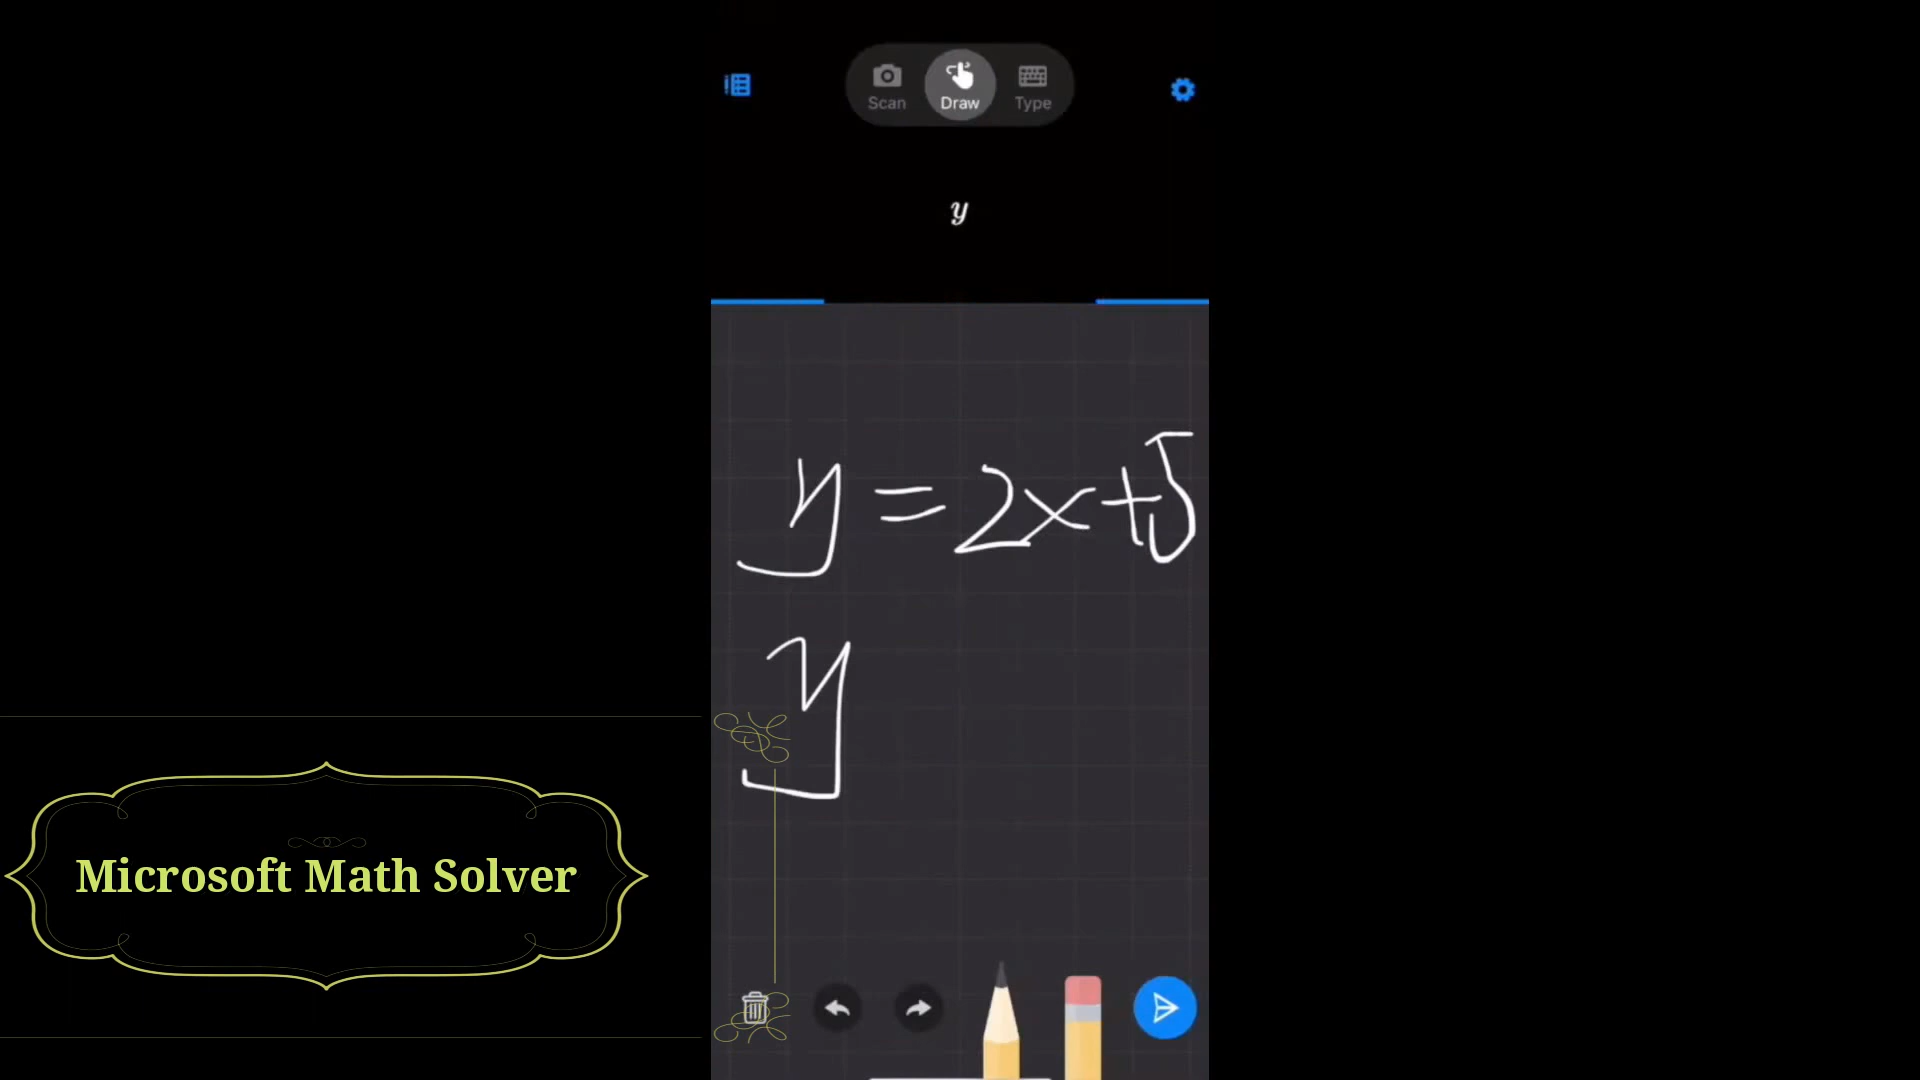 Scan Draw Type
y
y = 2x + 5
y
Microsoft Math Solver